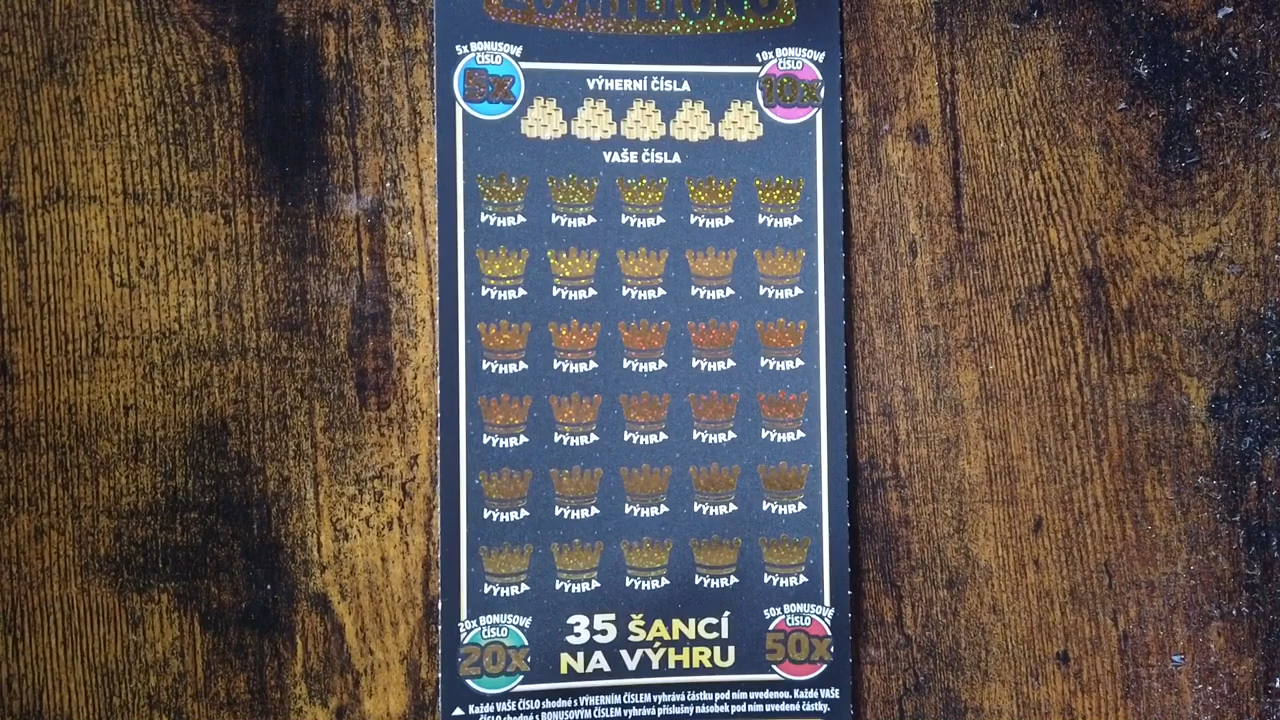 5x BONUSOVÉ
ČÍSLO
5x
10x BONUSOVÉ
ČÍSLO
10x
VÝHERNÍ ČÍSLA
VAŠE ČÍSLA
VÝHRA VÝHRA VÝHRA VÝHRA VÝHRA
VÝHRA VÝHRA VÝHRA VÝHRA VÝHRA
VÝHRA VÝHRA VÝHRA VÝHRA VÝHRA
VÝHRA VÝHRA VÝHRA VÝHRA VÝHRA
VÝHRA VÝHRA VÝHRA VÝHRA VÝHRA
VÝHRA VÝHRA VÝHRA VÝHRA VÝHRA
20x BONUSOVÉ
ČÍSLO
20x
35 ŠANCÍ
NA VÝHRU
50x BONUSOVÉ
ČÍSLO
50x
Každé VAŠE ČÍSLO shodné s VÝHERNÍM ČÍSLEM vyhrává částku pod ním uvedenou. Každé VAŠE
ČÍSLO shodné s BONUSOVÝM ČÍSLEM vyhrává příslušný násobek pod ním uvedené částky.